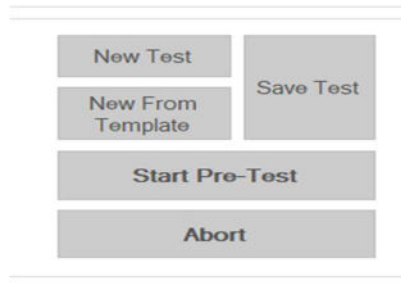 New Test
Save Test
New From
Template
Start Pre-Test
Abort